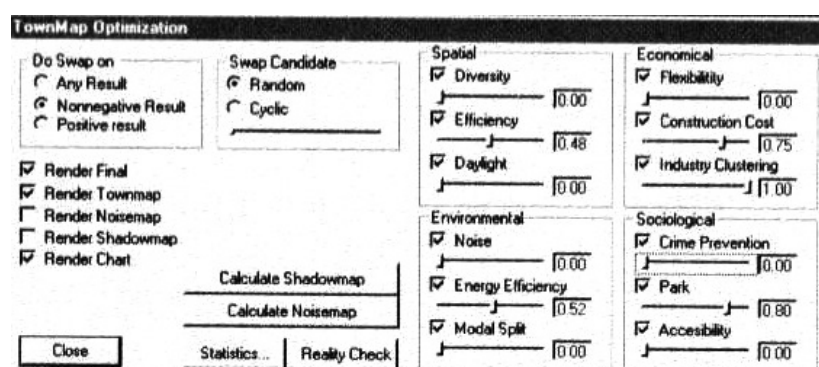 TownMap Optimization
Do Swap on
Any Result
Nonnegative Result
Positive result
Swap Candidate
Random
Cyclic
Render Final
Render Townmap
Render Noisemap
Render Shadowmap
Render Chart
Calculate Shadowmap
Calculate Noisemap
Close
Statistics...
Reality Check
Spatial
Diversity
0.00
Efficiency
0.48
Daylight
0.00
Environmental
Noise
0.00
Energy Efficiency
0.52
Modal Split
0.00
Economical
Flexibilitity
0.00
Construction Cost
0.75
Industry Clustering
1.00
Sociological
Crime Prevention
0.00
Park
0.80
Accesibility
0.00